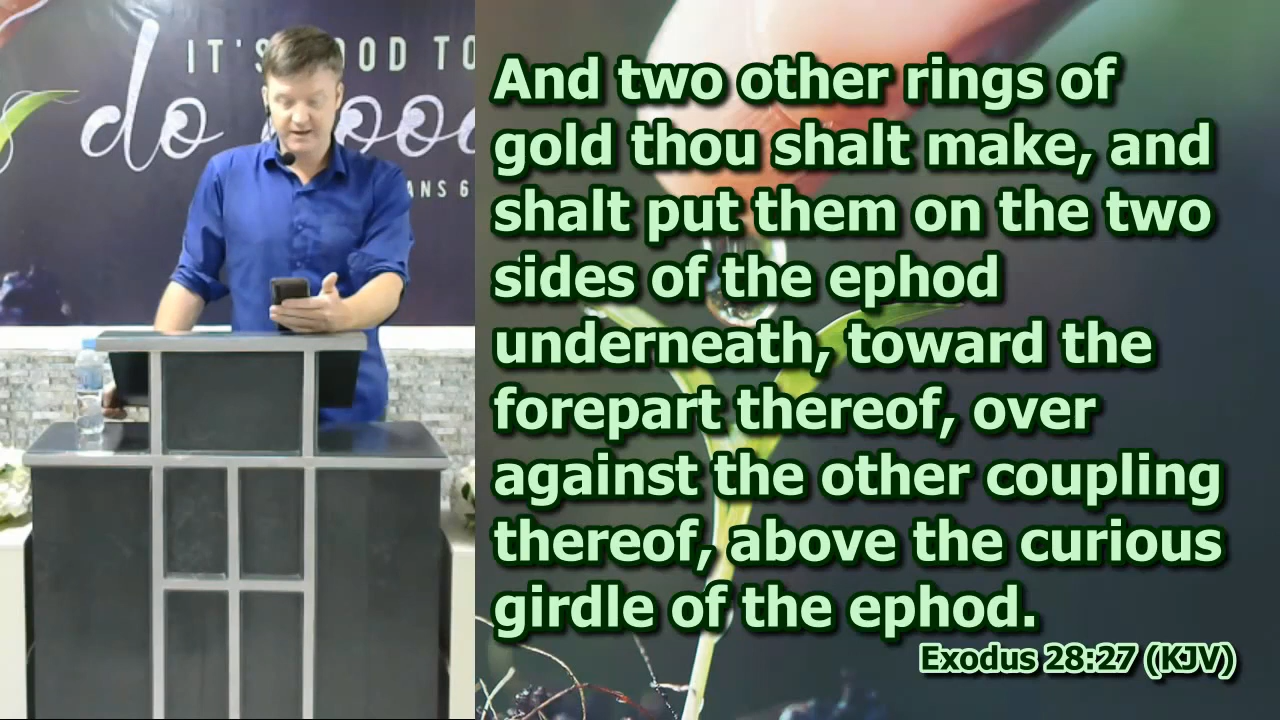 IT'S OOD TO
do ooo
ANS 6
And two other rings of
gold thou shalt make, and
shalt put them on the two
sides of the ephod
underneath, toward the
forepart thereof, over
against the other coupling
thereof, above the curious
girdle of the ephod.
Exodus 28:27 (KJV)